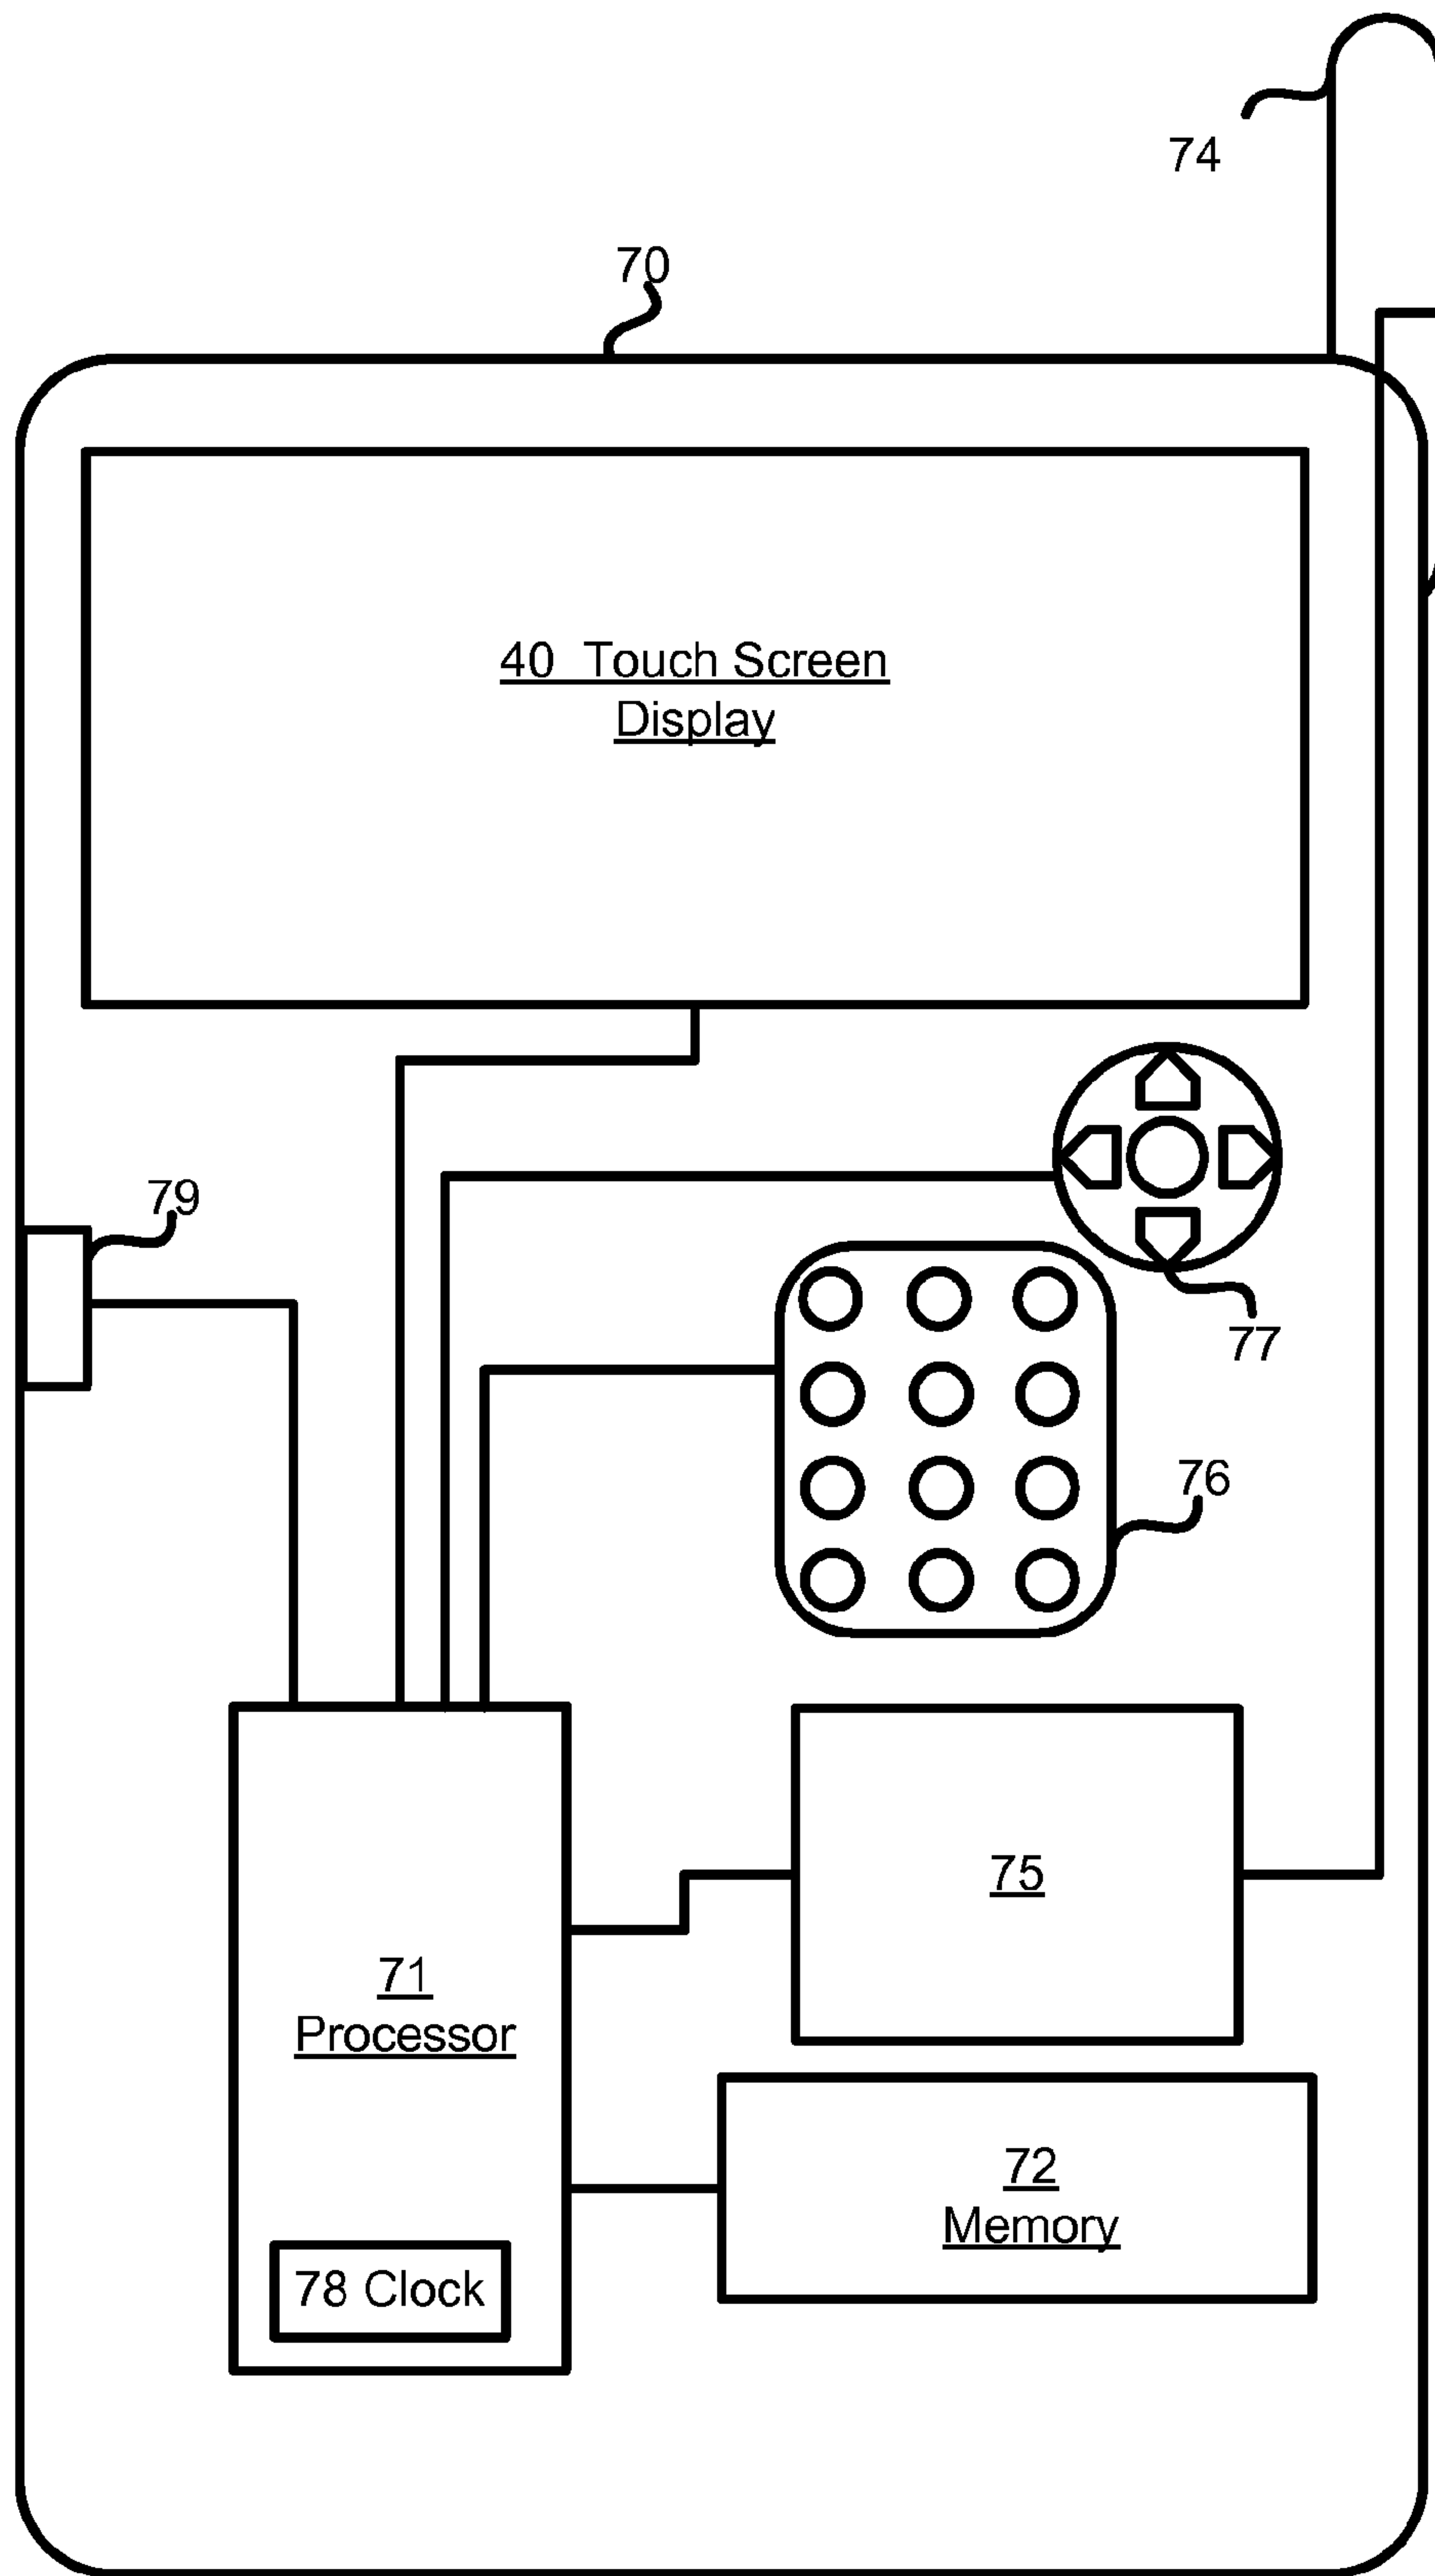 74
70
40 Touch Screen
Display
79
77
76
75
71
Processor
72
Memory
78 Clock